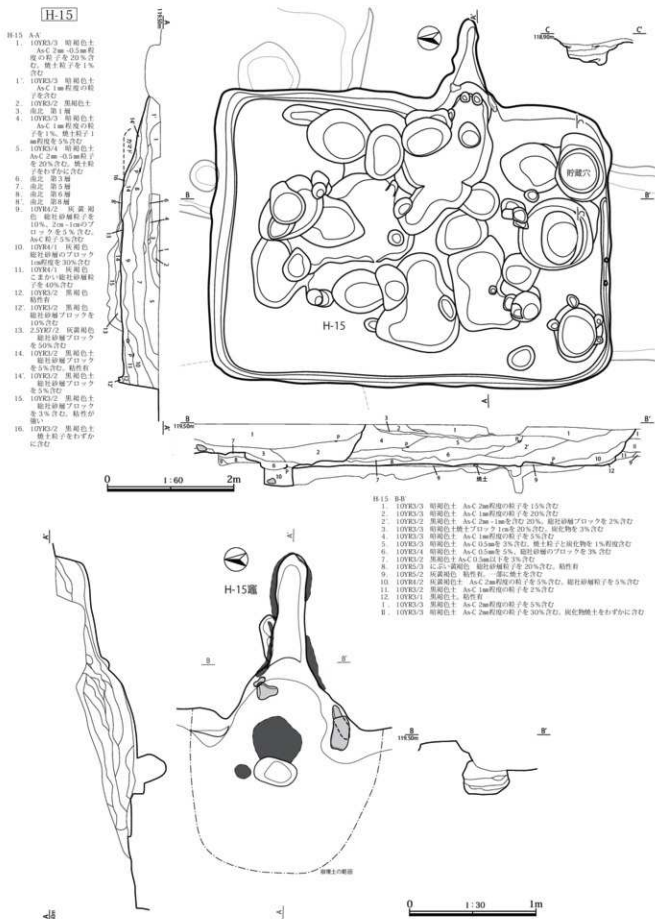 H-15
H-15 A-A'
1. 10YR3/3 暗褐色土
As-C 2㎜~0.5㎜程
度の粒子を20%含
む、焼土粒子を1%
含む
1'. 10YR3/3 暗褐色土
As-C 1㎜程度の粒
子を含む
2. 10YR3/2 黒褐色土
3. 南北 第1層
4. 10YR3/3 暗褐色土
As-C 1㎜程度の粒
子を1%、焼土粒子1
㎜程度を5%含む
5. 10YR3/4 暗褐色土
As-C 2㎜~0.5㎜粒子
を20%含む、焼土粒
子をわずかに含む
6. 南北 第3層
7. 南北 第5層
8. 南北 第6層
8'. 南北 第8層
9. 10YR4/2 灰黄褐
色 総社砂層粒子を
10%、2㎝~1㎝のブ
ロックを5%含む、
As-C粒子5%含む
10. 10YR4/1 灰褐色
総社砂層のブロック
1㎝程度を30%含む
11. 10YR4/1 灰褐色
こまかい総社砂層粒
子を40%含む
12. 10YR3/2 黒褐色
粘性有
12'. 10YR3/2 黒褐色
総社砂層ブロックを
10%含む
13. 2.5YR7/2 灰黄褐色
総社砂層ブロック
を50%含む
14. 10YR3/2 黒褐色土
総社砂層ブロック
を5%含む、粘性有
14'. 10YR3/2 黒褐色土
総社砂層ブロック
を5%含む
15. 10YR3/2 黒褐色土
総社砂層ブロック
を3%含む、粘性が
強い
16. 10YR3/2 黒褐色土
焼土粒子をわずか
に含む
A
A'
カマド
A'
C C'
118.90m
貯蔵穴
B B'
H-15
A
B B'
119.50m
焼土
0 1:60 2m
H-15 B-B'
1. 10YR3/3 暗褐色土 As-C 2㎜程度の粒子を15%含む
2. 10YR3/3 暗褐色土 As-C 1㎜程度の粒子を20%含む
2'. 10YR3/2 黒褐色土 As-C 2㎜~1㎜を含む 20%、総社砂層ブロックを2%含む
3. 10YR3/3 暗褐色土焼土ブロック 1㎝を20%含む、炭化物を3%含む
4. 10YR3/3 暗褐色土 As-C 1㎜程度の粒子を5%含む
5. 10YR3/3 暗褐色土 As-C 0.5㎜を3%含む、焼土粒子と炭化物を1%程度含む
6. 10YR3/4 暗褐色土 As-C 0.5㎜を5%、総社砂層のブロックを3%含む
7. 10YR3/2 黒褐色土 As-C 0.5㎜以下を3%含む
8. 10YR5/3 にぶい黄褐色 総社砂層粒子を20%含む、粘性有
9. 10YR5/2 灰黄褐色 粘性有、一部に焼土を含む
10. 10YR4/2 灰黄褐色土 As-C 2㎜程度の粒子を5%含む、総社砂層粒子を5%含む
11. 10YR3/2 黒褐色土 As-C 1㎜程度の粒子を2%含む
12. 10YR3/1 黒褐色土、粘性有
I. 10YR3/3 黒褐色土 As-C 2㎜程度の粒子を5%含む
II. 10YR3/3 暗褐色土 As-C 2㎜程度の粒子を30%含む、炭化物焼土をわずかに含む
A'
A'
H-15竈
B B'
B B'
119.50m
崩壊土の範囲
A
A
0 1:30 1m